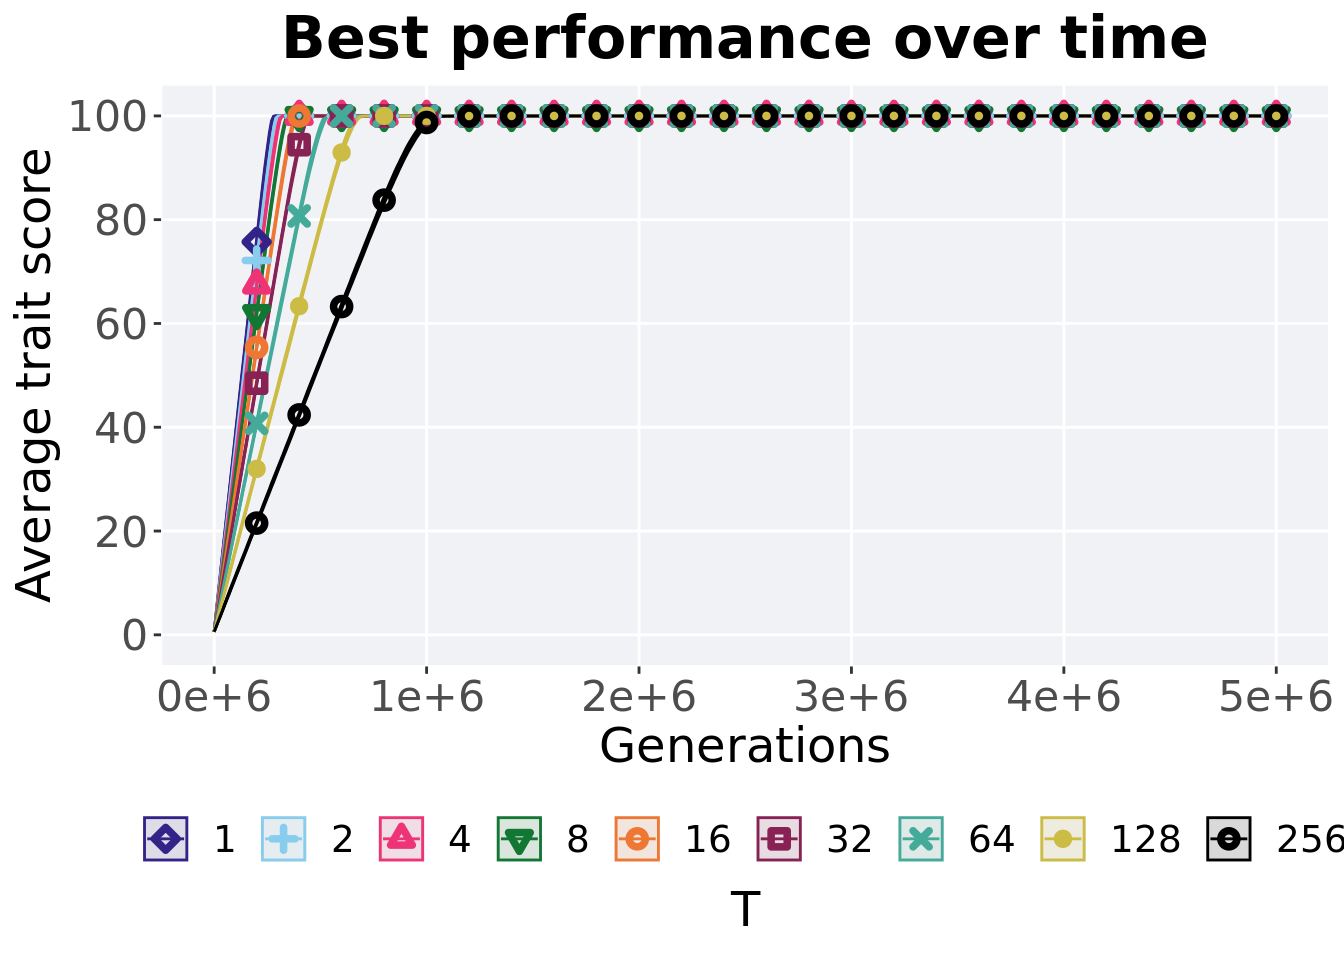 Best performance over time
Average trait score
100
80
60
40
20
0
0e+6 1e+6 2e+6 3e+6 4e+6 5e+6
Generations
1 2 4 8 16 32 64 128 256
T